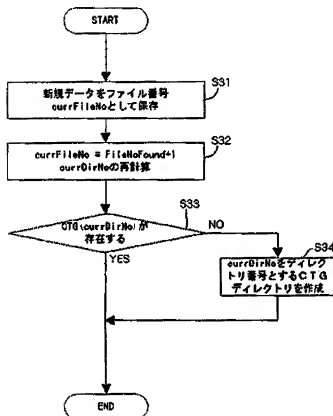 START
S31
新規データをファイル番号
currFileNoとして保存
S32
currFileNo = FileNoFound+1
currDirNoの再計算
S33
CTG(currDirNo)が
存在する
NO
YES
S34
currDirNoをディレク
トリ番号とするCTG
ディレクトリを作成
END